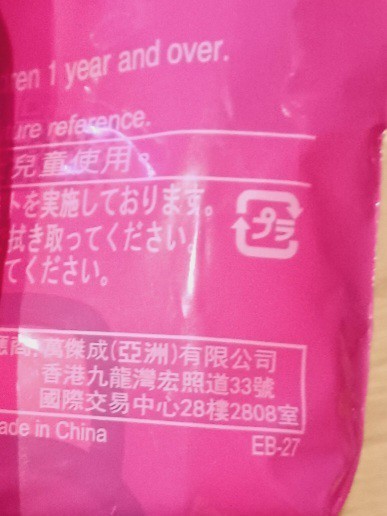 ren 1 year and over.
ure reference.
兒童使用。
トを実施しております。
拭き取ってください。
てください。
プラ
應商:萬傑成(亞洲)有限公司
香港九龍灣宏照道33號
國際交易中心28樓2808室
ade in China
EB-27